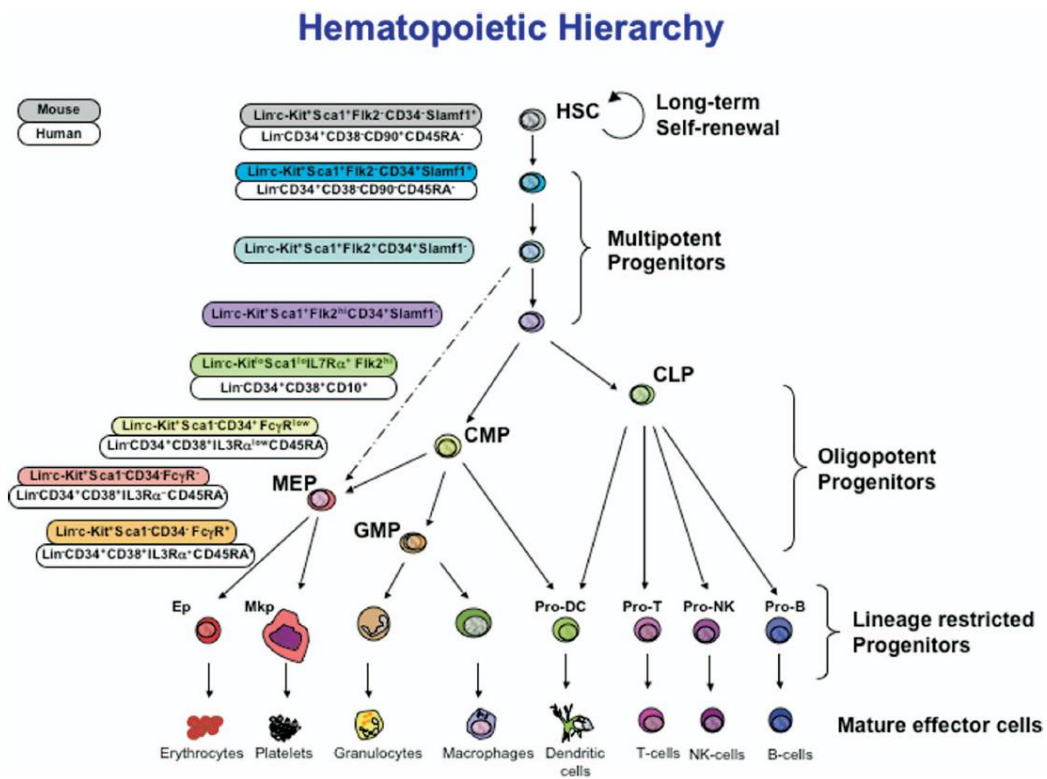 Hematopoietic Hierarchy
Mouse
Human
Lin⁻c-Kit⁺Sca1⁺Flk2⁻CD34⁻Slamf1⁺
Lin⁻CD34⁺CD38⁻CD90⁺CD45RA⁻
HSC
Long-term
Self-renewal
Lin⁻c-Kit⁺Sca1⁺Flk2⁻CD34⁺Slamf1⁺
Lin⁻CD34⁺CD38⁻CD90⁻CD45RA⁻
Lin⁻c-Kit⁺Sca1⁺Flk2⁺CD34⁺Slamf1⁻
Multipotent
Progenitors
Lin⁻c-Kit⁺Sca1⁺Flk2ʰⁱCD34⁺Slamf1⁻
Lin⁻c-KitˡᵒSca1ˡᵒIL7Rα⁺ Flk2ʰⁱ
Lin⁻CD34⁺CD38⁺CD10⁺
CLP
Lin⁻c-Kit⁺Sca1⁻CD34⁺ FcγRˡᵒʷ
Lin⁻CD34⁺CD38⁺IL3RαˡᵒʷCD45RA
CMP
Oligopotent
Progenitors
Lin⁻c-Kit⁺Sca1⁻CD34⁻FcγR⁻
Lin⁻CD34⁺CD38⁺IL3Rα⁻CD45RA⁻
MEP
Lin⁻c-Kit⁺Sca1⁻CD34⁻ FcγR⁺
Lin⁻CD34⁺CD38⁺IL3Rα⁺CD45RA⁺
GMP
Ep
Mkp
Pro-DC
Pro-T
Pro-NK
Pro-B
Lineage restricted
Progenitors
Erythrocytes
Platelets
Granulocytes
Macrophages
Dendritic
cells
T-cells
NK-cells
B-cells
Mature effector cells